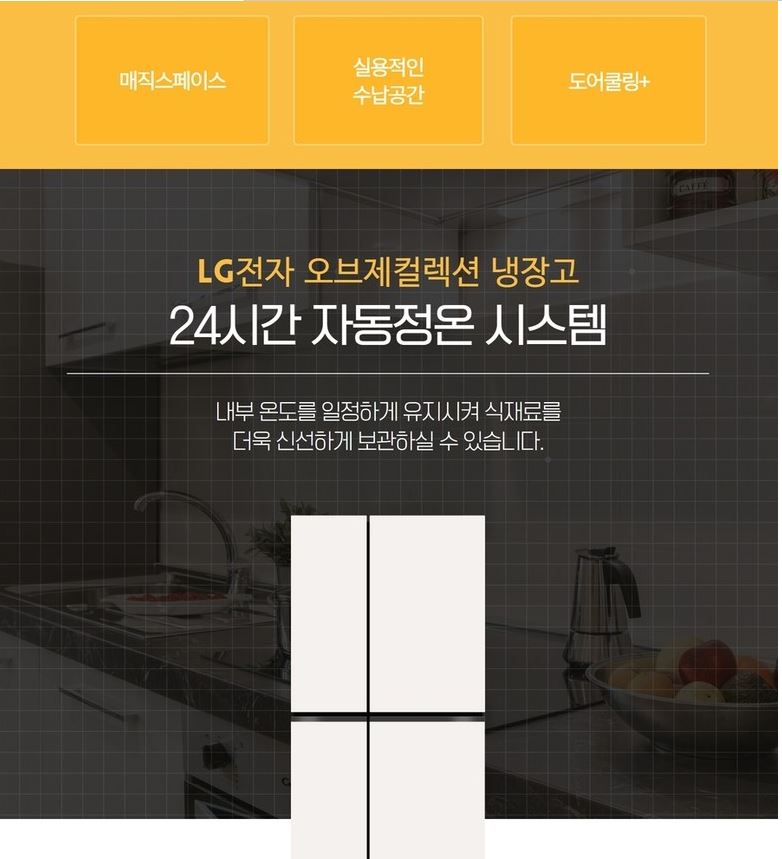 매직스페이스
실용적인
수납공간
도어쿨링+
LG전자 오브제컬렉션 냉장고
24시간 자동정온 시스템
내부 온도를 일정하게 유지시켜 식재료를
더욱 신선하게 보관하실 수 있습니다.
CAFFÈ